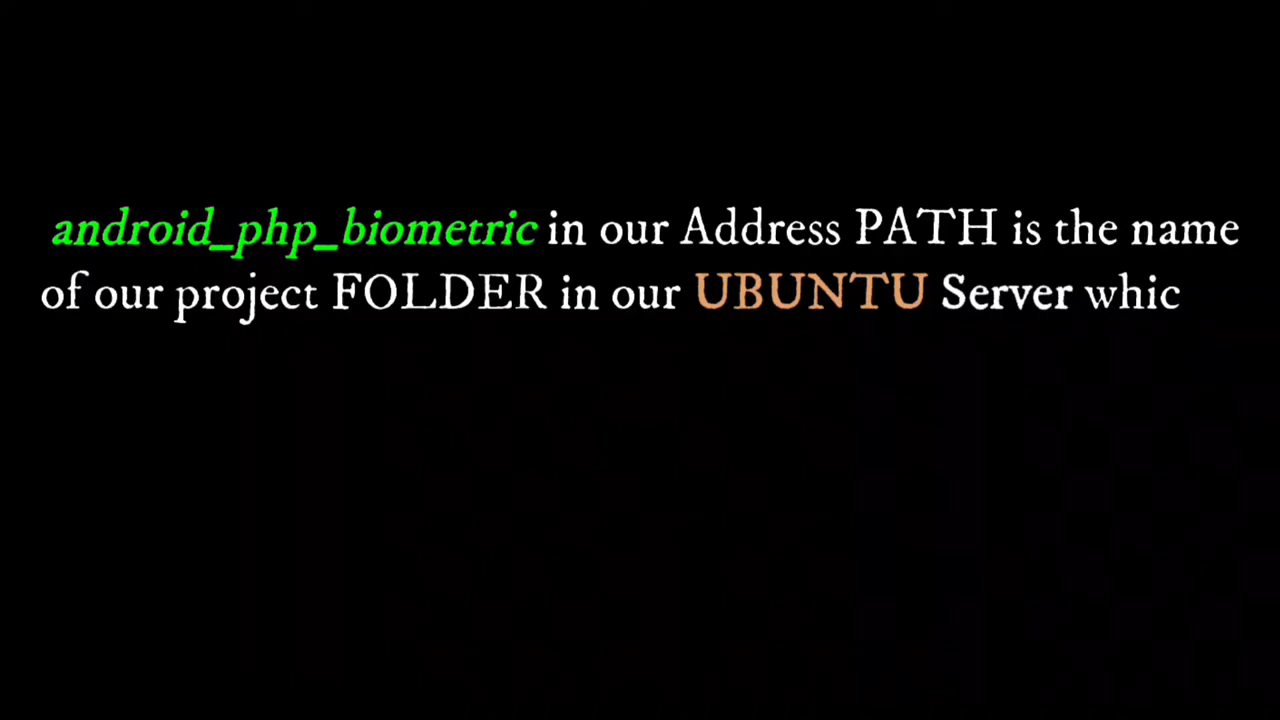 android_php_biometric in our Address PATH is the name
of our project FOLDER in our UBUNTU Server whic